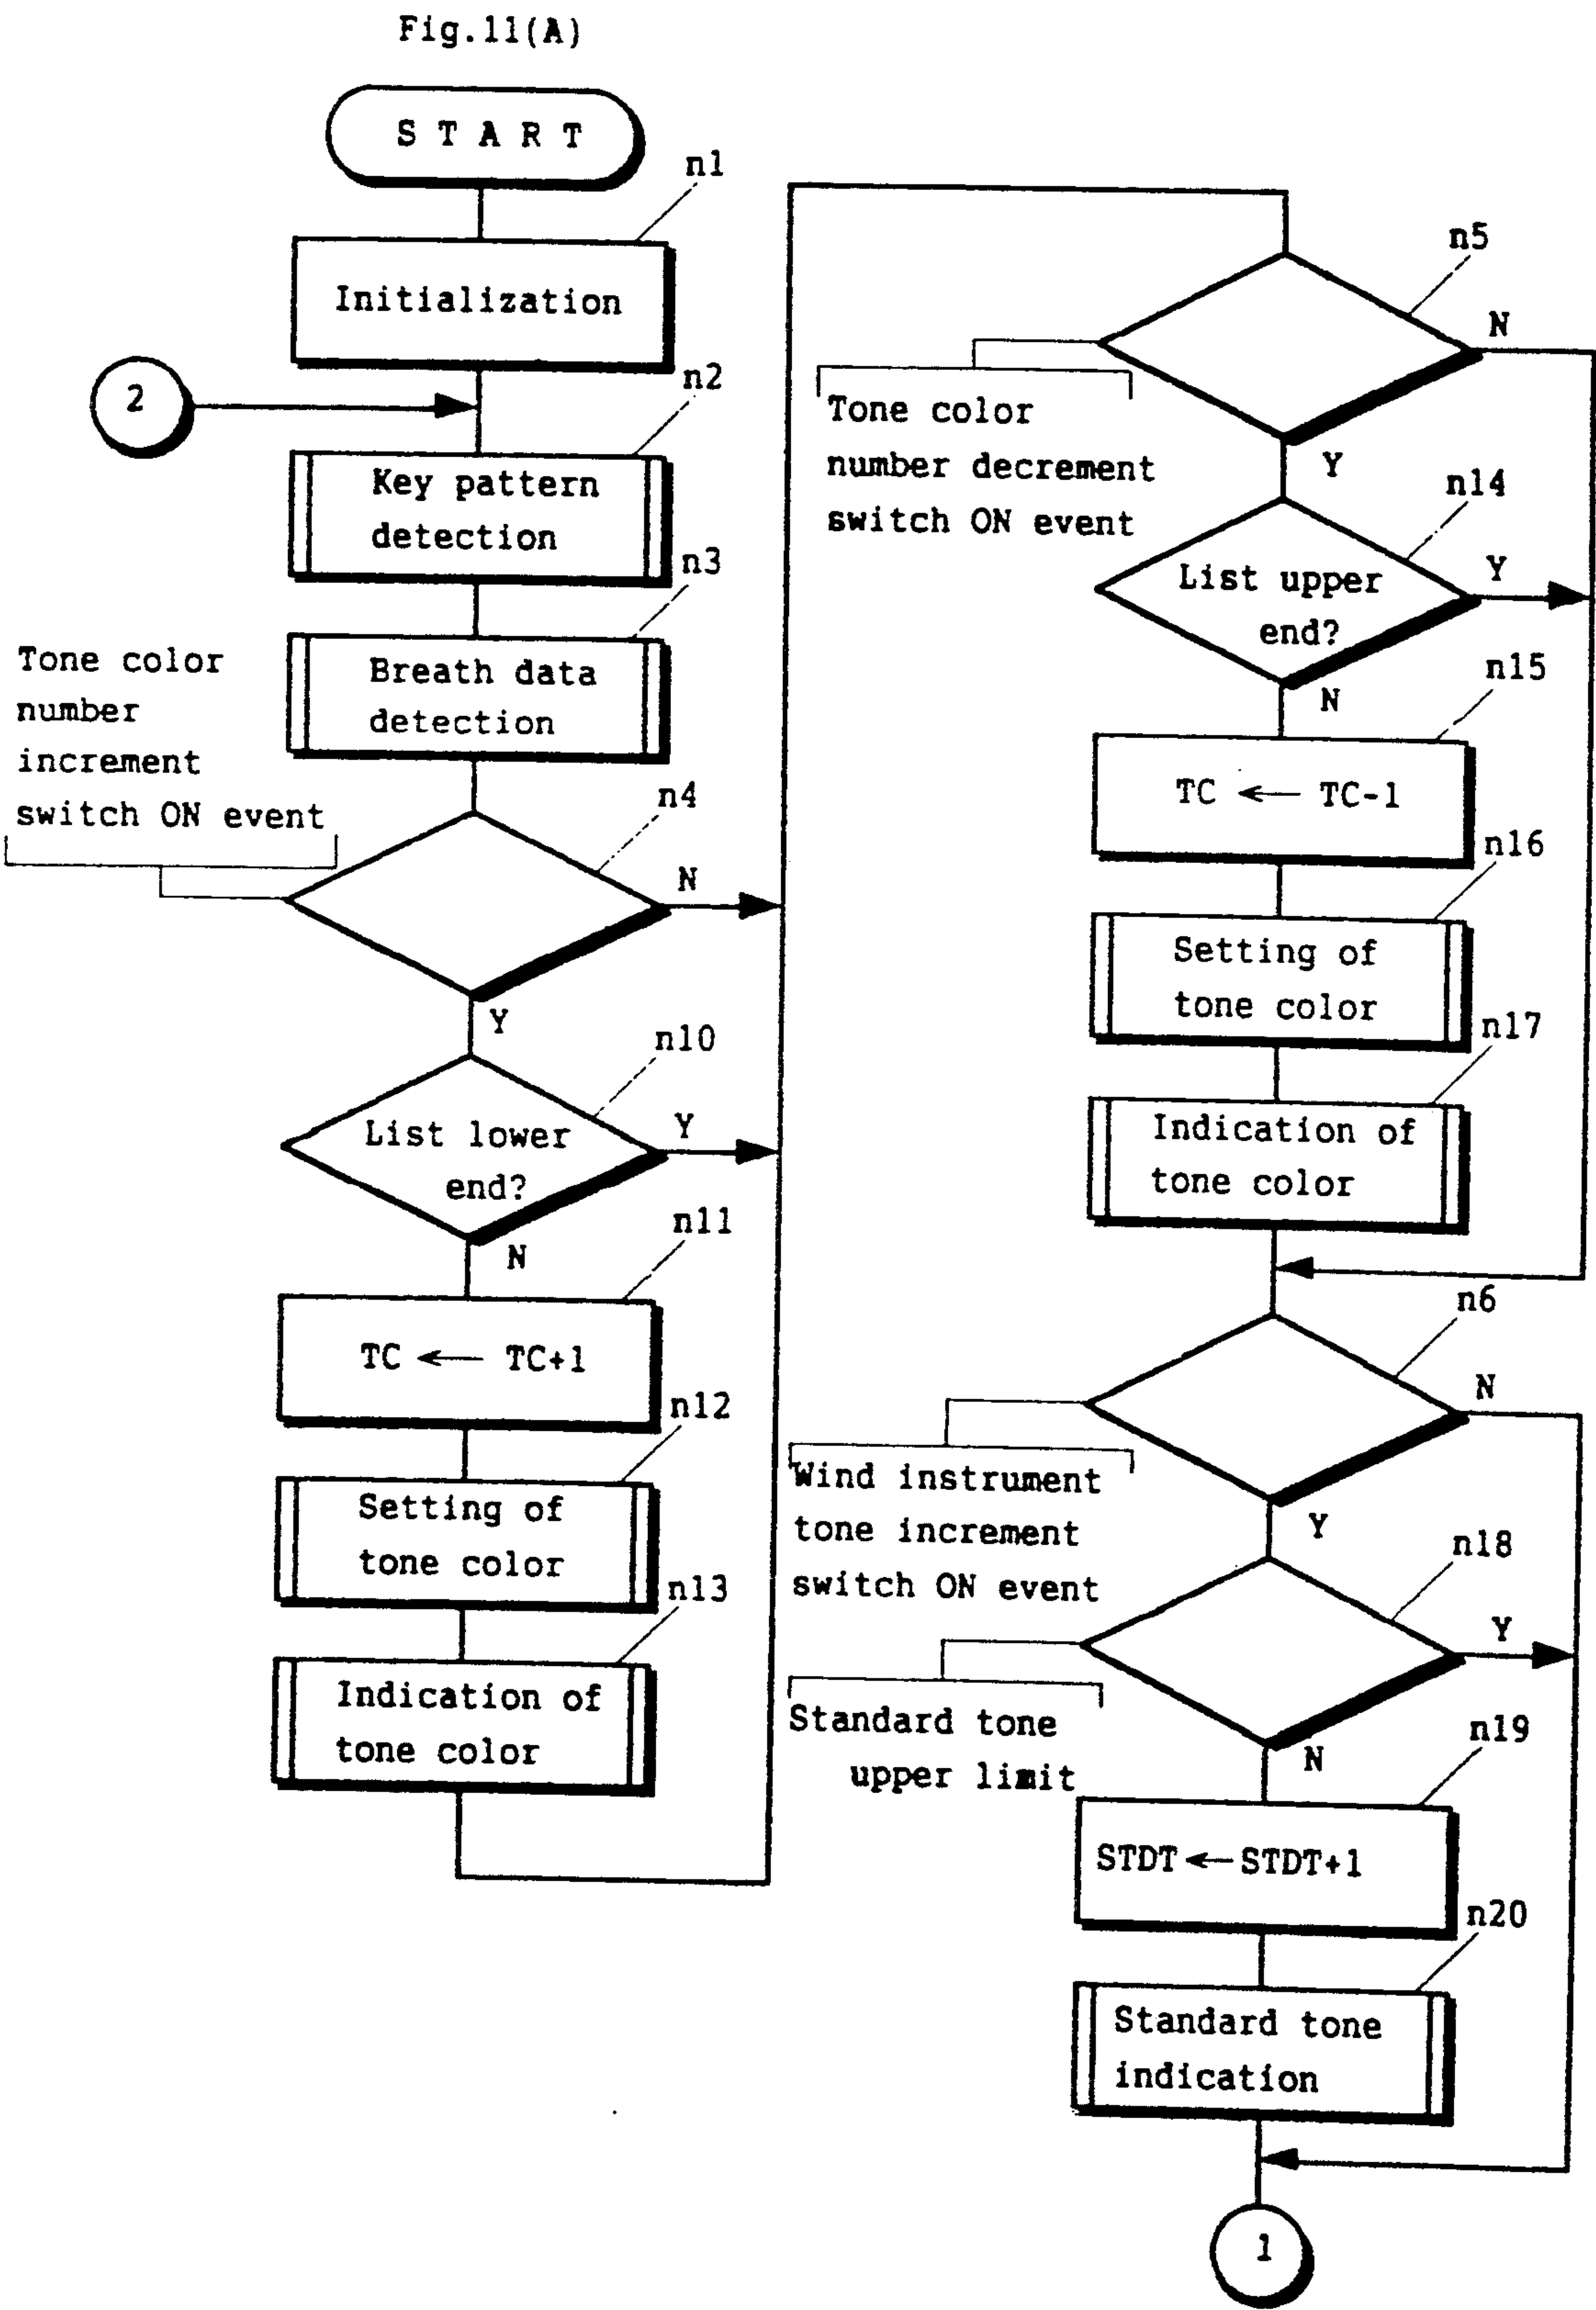 Fig.11(A)
S T A R T
n1
Initialization
2
n2
Key pattern
detection
n3
Breath data
detection
Tone color
number
increment
switch ON event
n4
N
Y
n10
List lower
end?
Y
N
n11
TC ← TC+1
n12
Setting of
tone color
n13
Indication of
tone color
n5
N
Tone color
number decrement
switch ON event
Y
n14
List upper
end?
Y
N
n15
TC ← TC-1
n16
Setting of
tone color
n17
Indication of
tone color
n6
N
Wind instrument
tone increment
switch ON event
Y
n18
Y
Standard tone
upper limit
N
n19
STDT ← STDT+1
n20
Standard tone
indication
1